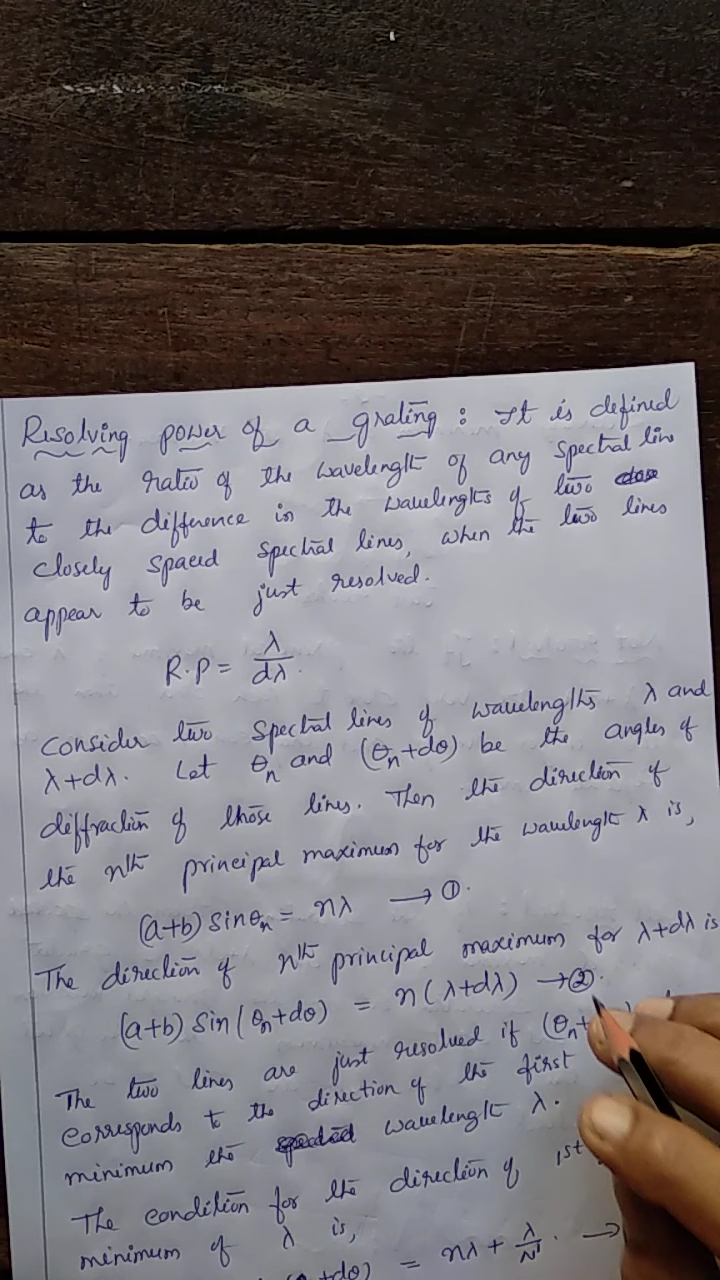 Resolving power of a grating : It is defined
as the ratio of the wavelength of any spectral line
to the difference in the wavelengths of two close
closely spaced spectral lines, when the two lines
appear to be just resolved.
R.P = λ/dλ.
Consider two spectral lines of wavelengths λ and
λ+dλ. Let θn and (θn+dθ) be the angles of
diffraction of those lines. Then the direction of
the nth principal maximum for the wavelength λ is,
(a+b) sinθn = nλ → ①.
The direction of nth principal maximum for λ+dλ is
(a+b) sin(θn+dθ) = n(λ+dλ) → ②.
The two lines are just resolved if (θn+
corresponds to the direction of the first
minimum the wavelength λ.
The condition for the direction of 1st
minimum of λ is,
+dθ) = nλ + λ/N'. →